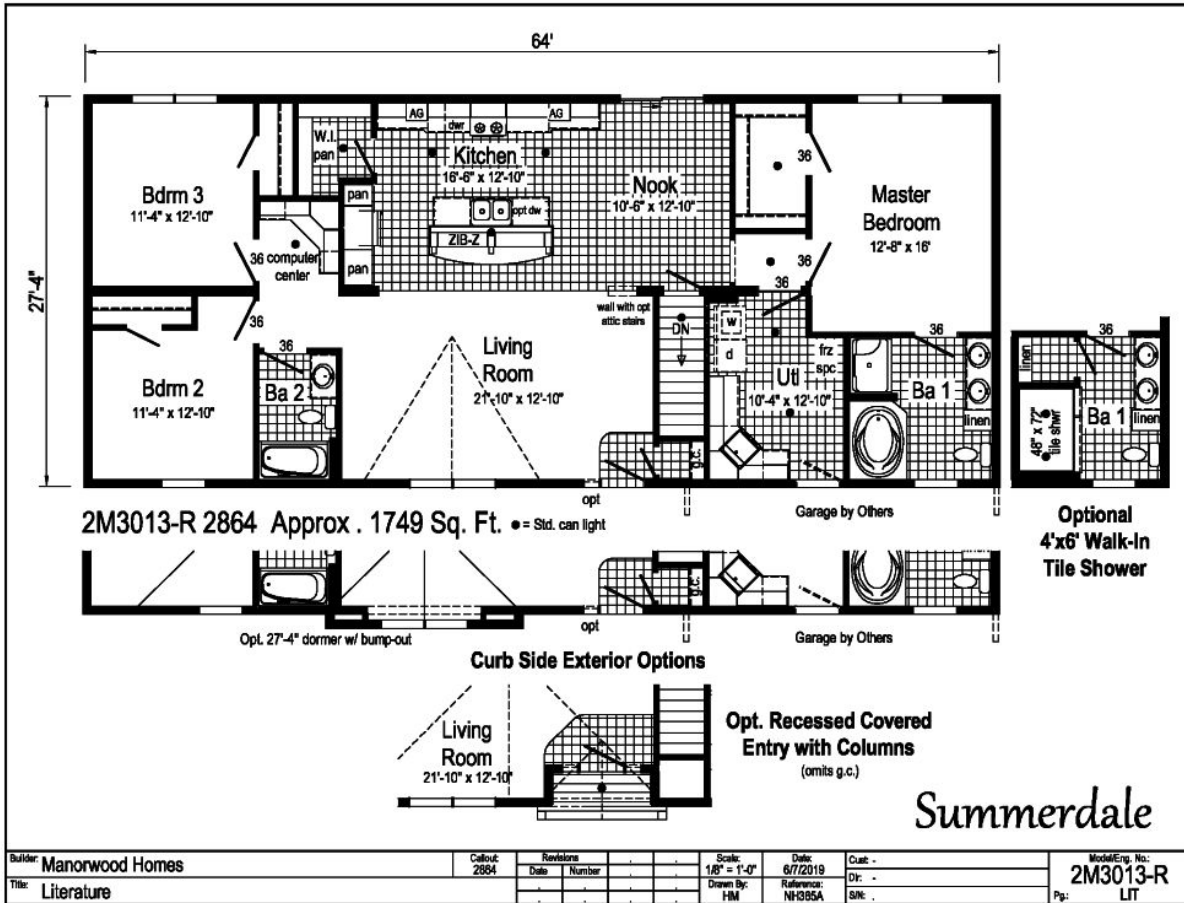 64'
27'-4"
Bdrm 3
11'-4" x 12'-10"
W.I.
pan
AG
dwr
AG
Kitchen
16'-6" x 12'-10"
Nook
10'-6" x 12'-10"
36
Master
Bedroom
12'-8" x 16'
pan
opt dw
ZIB-Z
pan
36
computer
center
36
36
wall with opt
attic stairs
DN
W
d
frz
spc
Utl
10'-4" x 12'-10"
36
36
Living
Room
21'-10" x 12'-10"
Bdrm 2
11'-4" x 12'-10"
36
Ba 2
36
Ba 1
linen
g.c.
opt
36
linen
Ba 1
linen
48" x 72"
tile shwr
2M3013-R 2864 Approx . 1749 Sq. Ft. ● = Std. can light
Garage by Others
Optional
4'x6' Walk-In
Tile Shower
g.c.
Opt. 27'-4" dormer w/ bump-out
opt
Garage by Others
Curb Side Exterior Options
Living
Room
21'-10" x 12'-10"
Opt. Recessed Covered
Entry with Columns
(omits g.c.)
Summerdale
Builder: Manorwood Homes
Title: Literature
Callout:
2864
Revisions
Date Number
Scale:
1/8" = 1'-0"
Drawn By:
HM
Date:
6/7/2019
Reference:
NH385A
Cust: -
Dir: -
S/N: .
Model/Eng. No.:
2M3013-R
Pg.: LIT